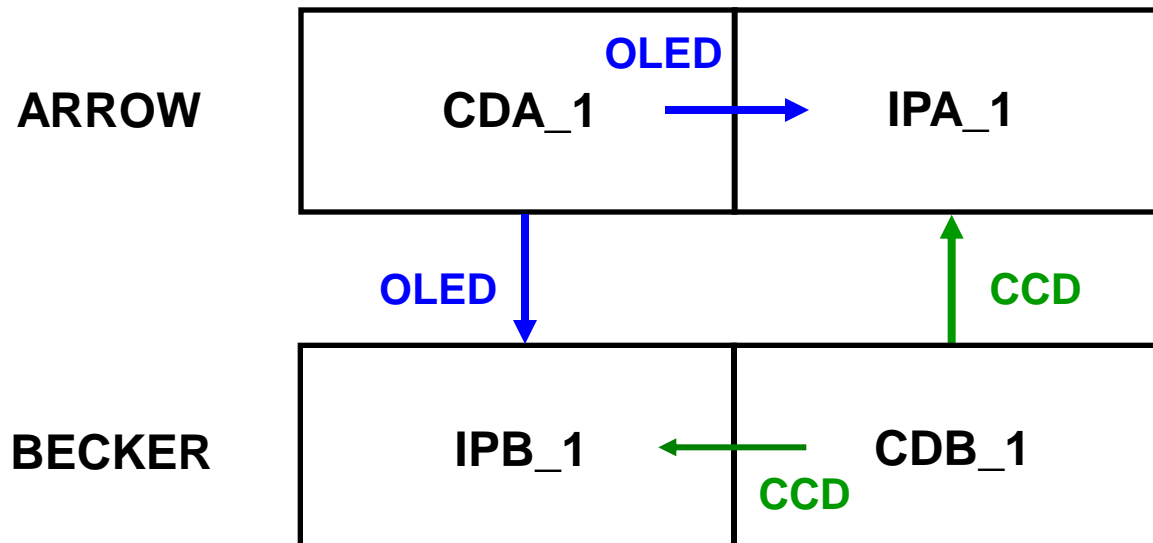 OLED
ARROW CDA_1 IPA_1
OLED CCD
BECKER IPB_1 CDB_1
CCD